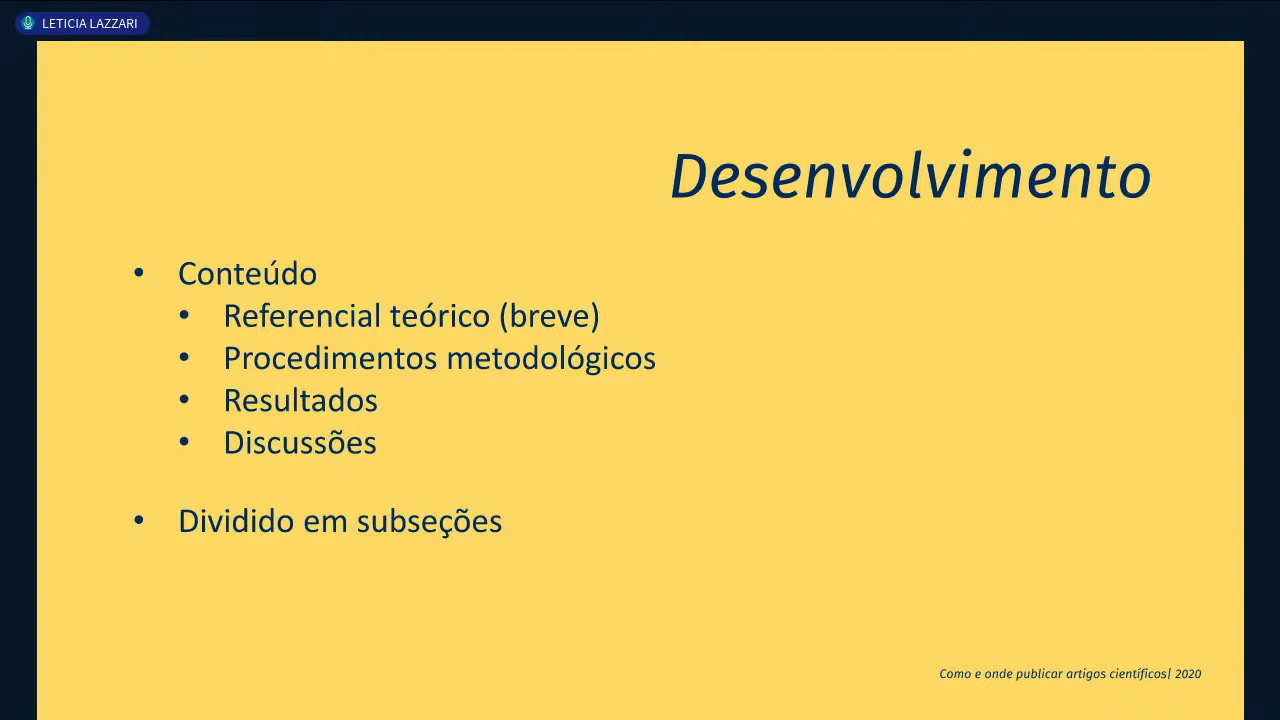 LETICIA LAZZARI
Desenvolvimento
• Conteúdo
• Referencial teórico (breve)
• Procedimentos metodológicos
• Resultados
• Discussões
• Dividido em subseções
Como e onde publicar artigos científicos| 2020